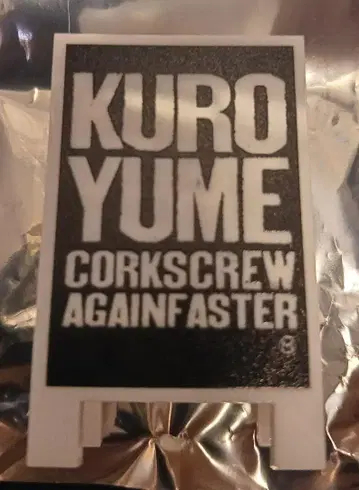 KURO
YUME
CORKSCREW
AGAINFASTER